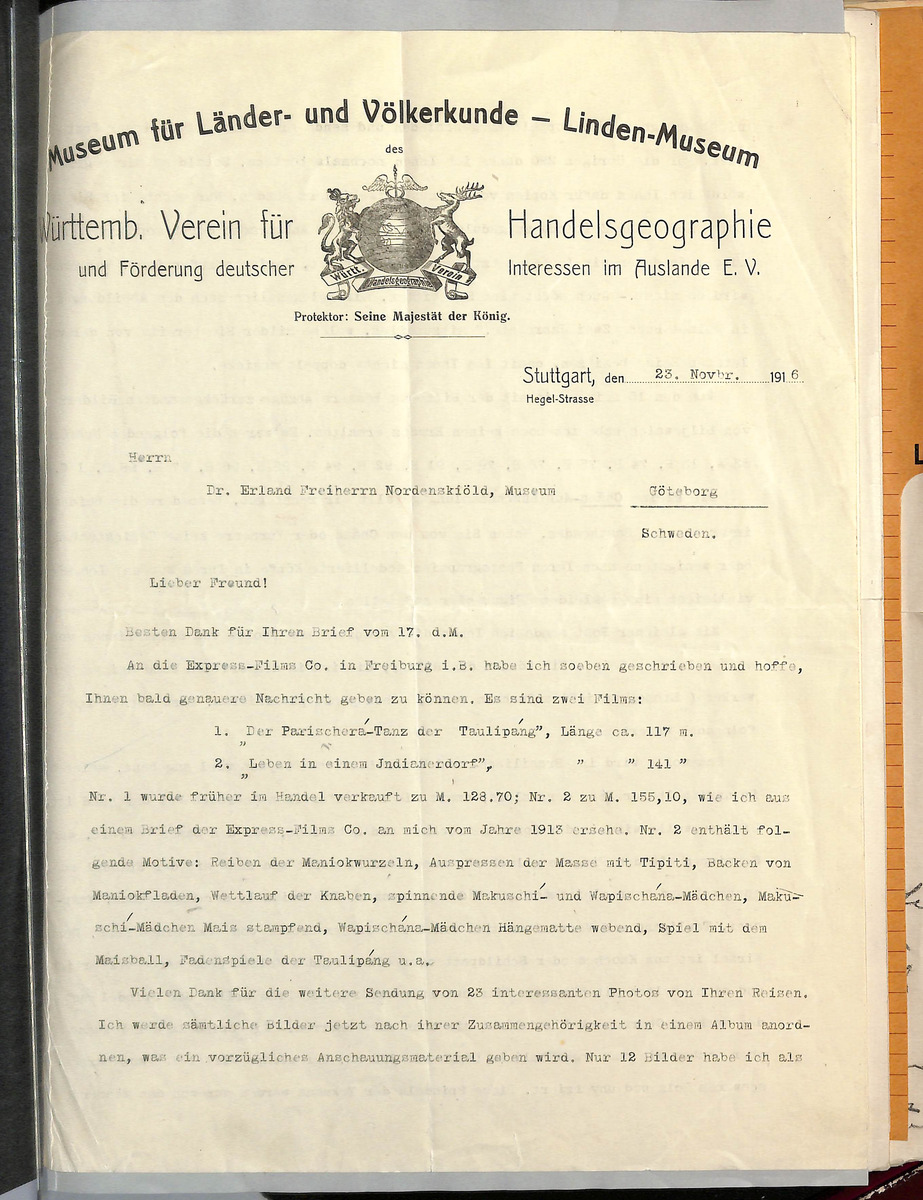 Museum für Länder- und Völkerkunde – Linden-Museum
des
Württemb. Verein für Handelsgeographie
und Förderung deutscher Interessen im Auslande E. V.
Württ. Verein f.
Handelsgeographie
Protektor: Seine Majestät der König.
Stuttgart, den 23. Novbr. 1916
Hegel-Strasse
Herrn
Dr. Erland Freiherrn Nordenskiöld, Museum Göteborg
Schweden.
Lieber Freund!
Besten Dank für Ihren Brief vom 17. d.M.
An die Express-Films Co. in Freiburg i.B. habe ich soeben geschrieben und hoffe,
Ihnen bald genauere Nachricht geben zu können. Es sind zwei Films:
1. „Der Parischerá-Tanz der Taulipáng", Länge ca. 117 m.
2. „Leben in einem Jndianerdorf", " " 141 "
Nr. 1 wurde früher im Handel verkauft zu M. 128.70; Nr. 2 zu M. 155,10, wie ich aus
einem Brief der Express-Films Co. an mich vom Jahre 1913 ersehe. Nr. 2 enthält fol-
gende Motive: Reiben der Maniokwurzeln, Auspressen der Masse mit Tipiti, Backen von
Maniokfladen, Wettlauf der Knaben, spinnende Makuschí- und Wapischána-Mädchen, Maku-
schí-Mädchen Mais stampfend, Wapischána-Mädchen Hängematte webend, Spiel mit dem
Maisball, Fadenspiele der Taulipáng u.a.
Vielen Dank für die weitere Sendung von 23 interessanten Photos von Ihren Reisen.
Ich werde sämtliche Bilder jetzt nach ihrer Zusammengehörigkeit in einem Album anord-
nen, was ein vorzügliches Anschauungsmaterial geben wird. Nur 12 Bilder habe ich als